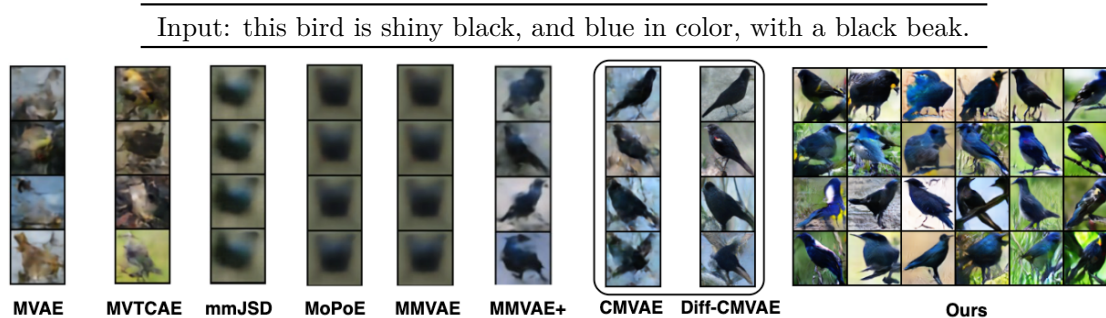 Input: this bird is shiny black, and blue in color, with a black beak.
MVAE MVTCAE mmJSD MoPoE MMVAE MMVAE+ CMVAE Diff-CMVAE Ours